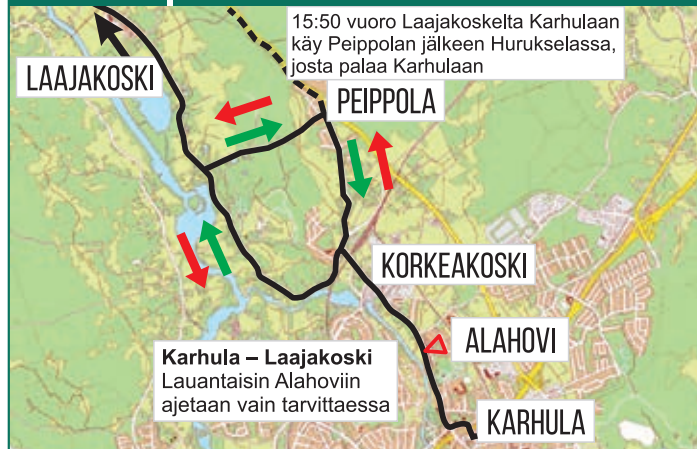 15:50 vuoro Laajakoskelta Karhulaan
käy Peippolan jälkeen Hurukselassa,
josta palaa Karhulaan
LAAJAKOSKI
PEIPPOLA
KORKEAKOSKI
ALAHOVI
Karhula – Laajakoski
Lauantaisin Alahoviin
ajetaan vain tarvittaessa
KARHULA